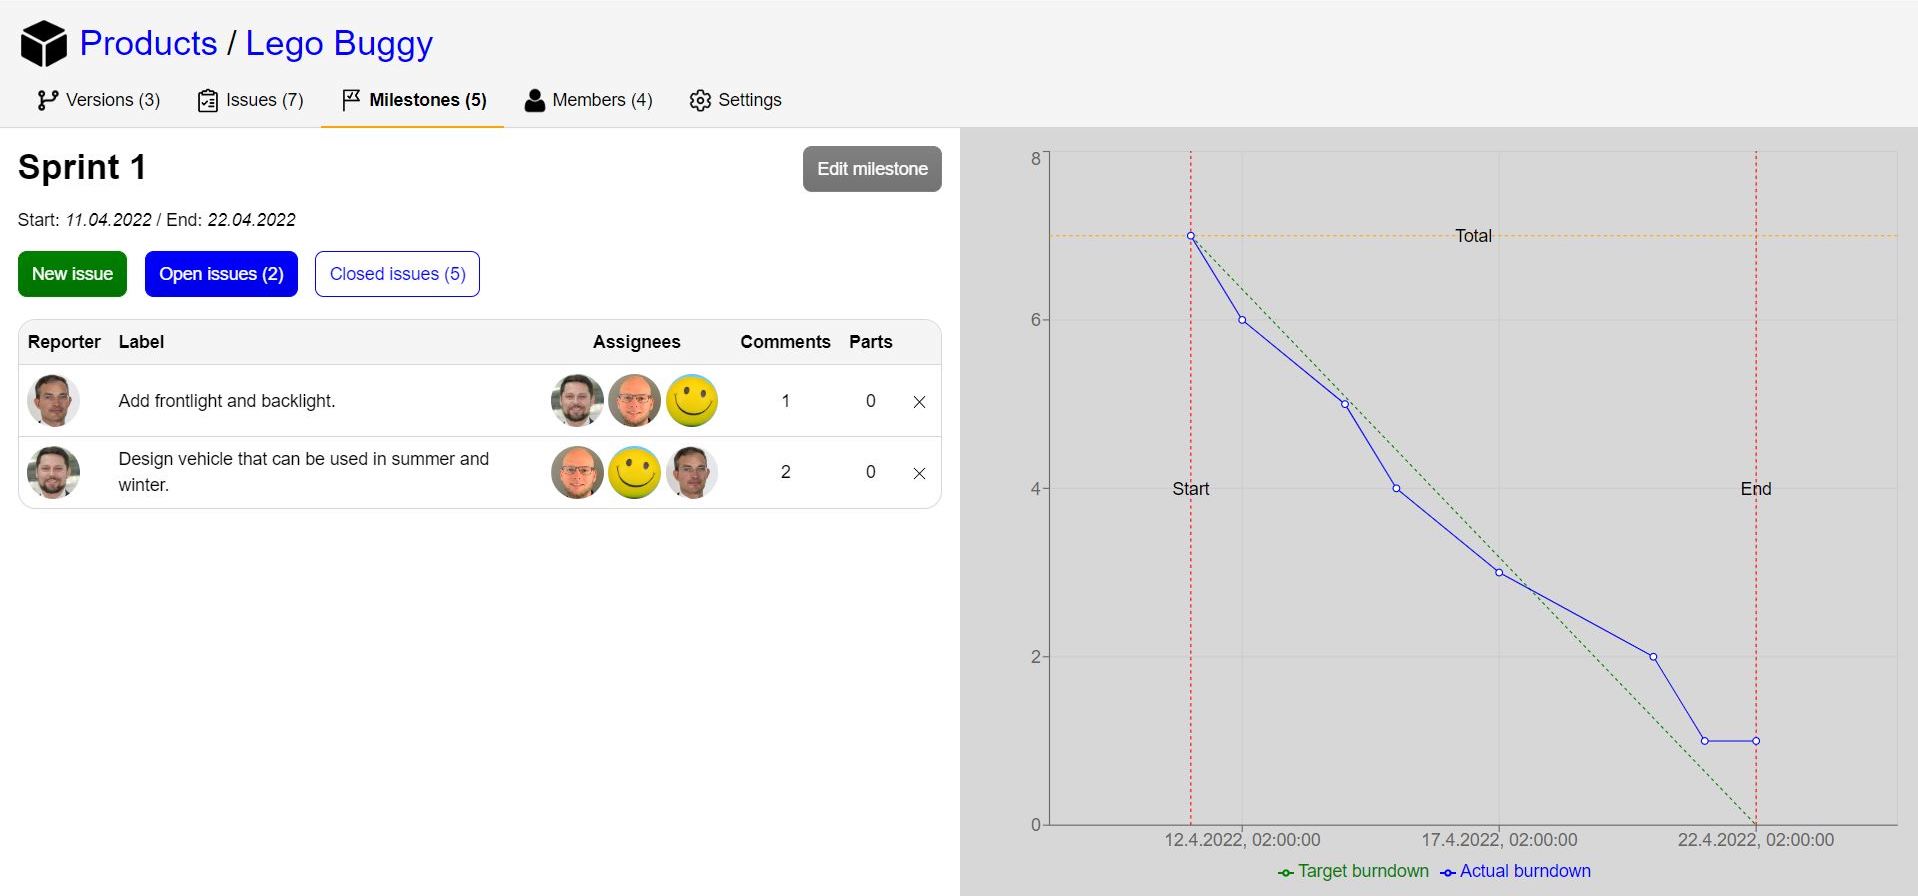 Products / Lego Buggy
Versions (3) Issues (7) Milestones (5) Members (4) Settings
Sprint 1
Edit milestone
Start: 11.04.2022 / End: 22.04.2022
New issue Open issues (2) Closed issues (5)
Reporter Label Assignees Comments Parts
Add frontlight and backlight. 1 0
Design vehicle that can be used in summer and
winter. 2 0
8
Total
6
4
Start
End
2
0
12.4.2022, 02:00:00 17.4.2022, 02:00:00 22.4.2022, 02:00:00
Target burndown Actual burndown